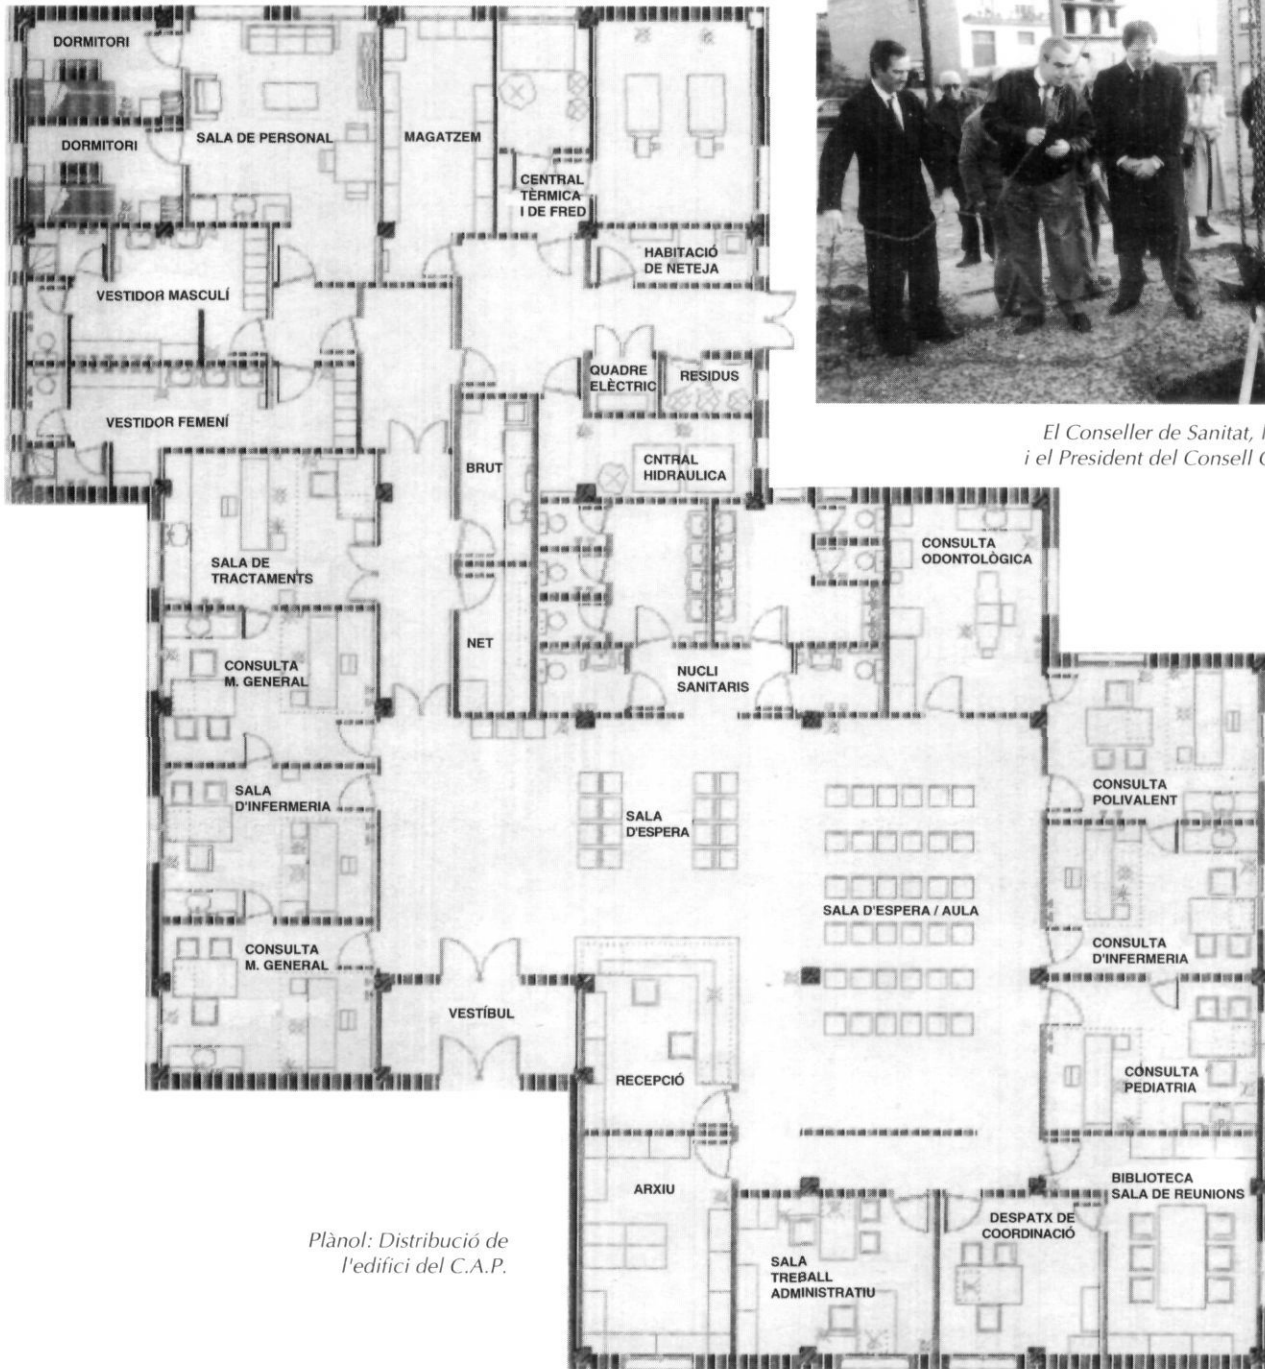 DORMITORI
DORMITORI
SALA DE PERSONAL
MAGATZEM
CENTRAL
TÈRMICA
I DE FRED
HABITACIÓ
DE NETEJA
VESTIDOR MASCULÍ
QUADRE
ELÈCTRIC
RESIDUS
VESTIDOR FEMENÍ
BRUT
CNTRAL
HIDRAULICA
El Conseller de Sanitat,
i el President del Consell
SALA DE
TRACTAMENTS
CONSULTA
ODONTOLÒGICA
NET
CONSULTA
M. GENERAL
NUCLI
SANITARIS
SALA
D'INFERMERIA
SALA
D'ESPERA
CONSULTA
POLIVALENT
SALA D'ESPERA / AULA
CONSULTA
M. GENERAL
CONSULTA
D'INFERMERIA
VESTÍBUL
RECEPCIÓ
CONSULTA
PEDIATRIA
ARXIU
BIBLIOTECA
SALA DE REUNIONS
DESPATX DE
COORDINACIÓ
SALA
TREBALL
ADMINISTRATIU
Plànol: Distribució de
l'edifici del C.A.P.